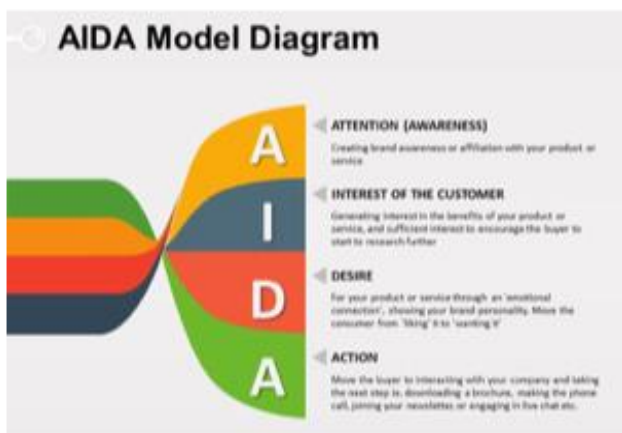 AIDA Model Diagram
A
ATTENTION (AWARENESS)
Creating brand awareness or affiliation with your product or
service
I
INTEREST OF THE CUSTOMER
Generating interest in the benefits of your product or
service, and sufficient interest to encourage the buyer to
start to research further
D
DESIRE
For your product or service through an 'emotional
connection', showing your brand personality. Move the
consumer from 'liking' it to 'wanting it'
A
ACTION
Move the buyer to interacting with your company and taking
the next step ie. downloading a brochure, making the phone
call, joining your newsletter or engaging in live chat etc.